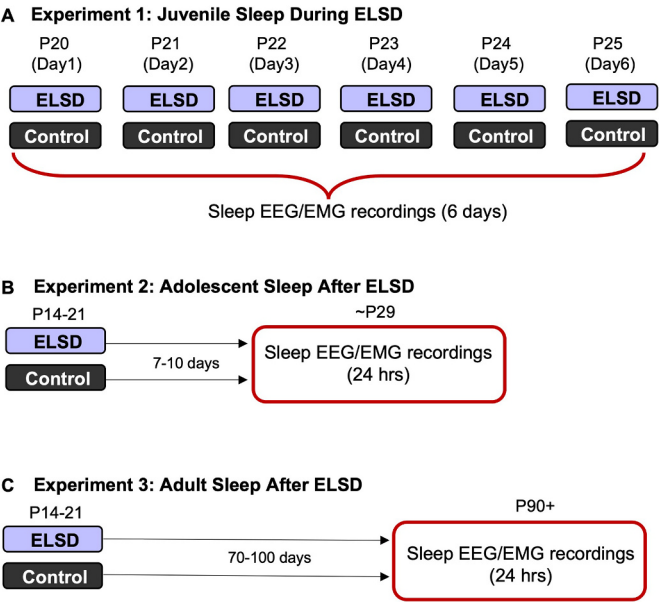 A Experiment 1: Juvenile Sleep During ELSD
P20 P21 P22 P23 P24 P25
(Day1) (Day2) (Day3) (Day4) (Day5) (Day6)
ELSD ELSD ELSD ELSD ELSD ELSD
Control Control Control Control Control Control
Sleep EEG/EMG recordings (6 days)
B Experiment 2: Adolescent Sleep After ELSD
P14-21 ~P29
ELSD
7-10 days
Control
Sleep EEG/EMG recordings
(24 hrs)
C Experiment 3: Adult Sleep After ELSD
P14-21 P90+
ELSD
70-100 days
Control
Sleep EEG/EMG recordings
(24 hrs)